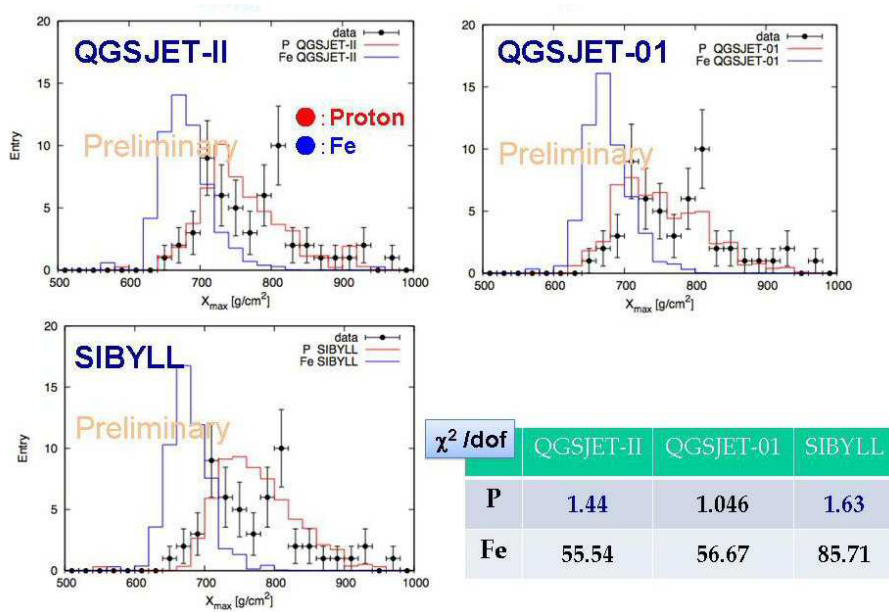 QGSJET-II
data
P QGSJET-II
Fe QGSJET-II
Preliminary
: Proton
: Fe
Entry
20
15
10
5
0
500 600 700 800 900 1000
Xmax [g/cm²]
QGSJET-01
data
P QGSJET-01
Fe QGSJET-01
Preliminary
20
15
10
5
0
500 600 700 800 900 1000
Xmax [g/cm²]
SIBYLL
data
P SIBYLL
Fe SIBYLL
Preliminary
Entry
20
15
10
5
0
500 600 700 800 900 1000
Xmax [g/cm²]
χ² /dof
QGSJET-II QGSJET-01 SIBYLL
P 1.44 1.046 1.63
Fe 55.54 56.67 85.71